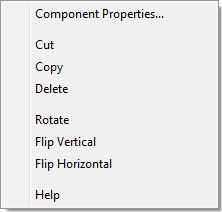 Component Properties...
Cut
Copy
Delete
Rotate
Flip Vertical
Flip Horizontal
Help